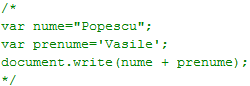 /*
var nume="Popescu";
var prenume='Vasile';
document.write(nume + prenume);
*/